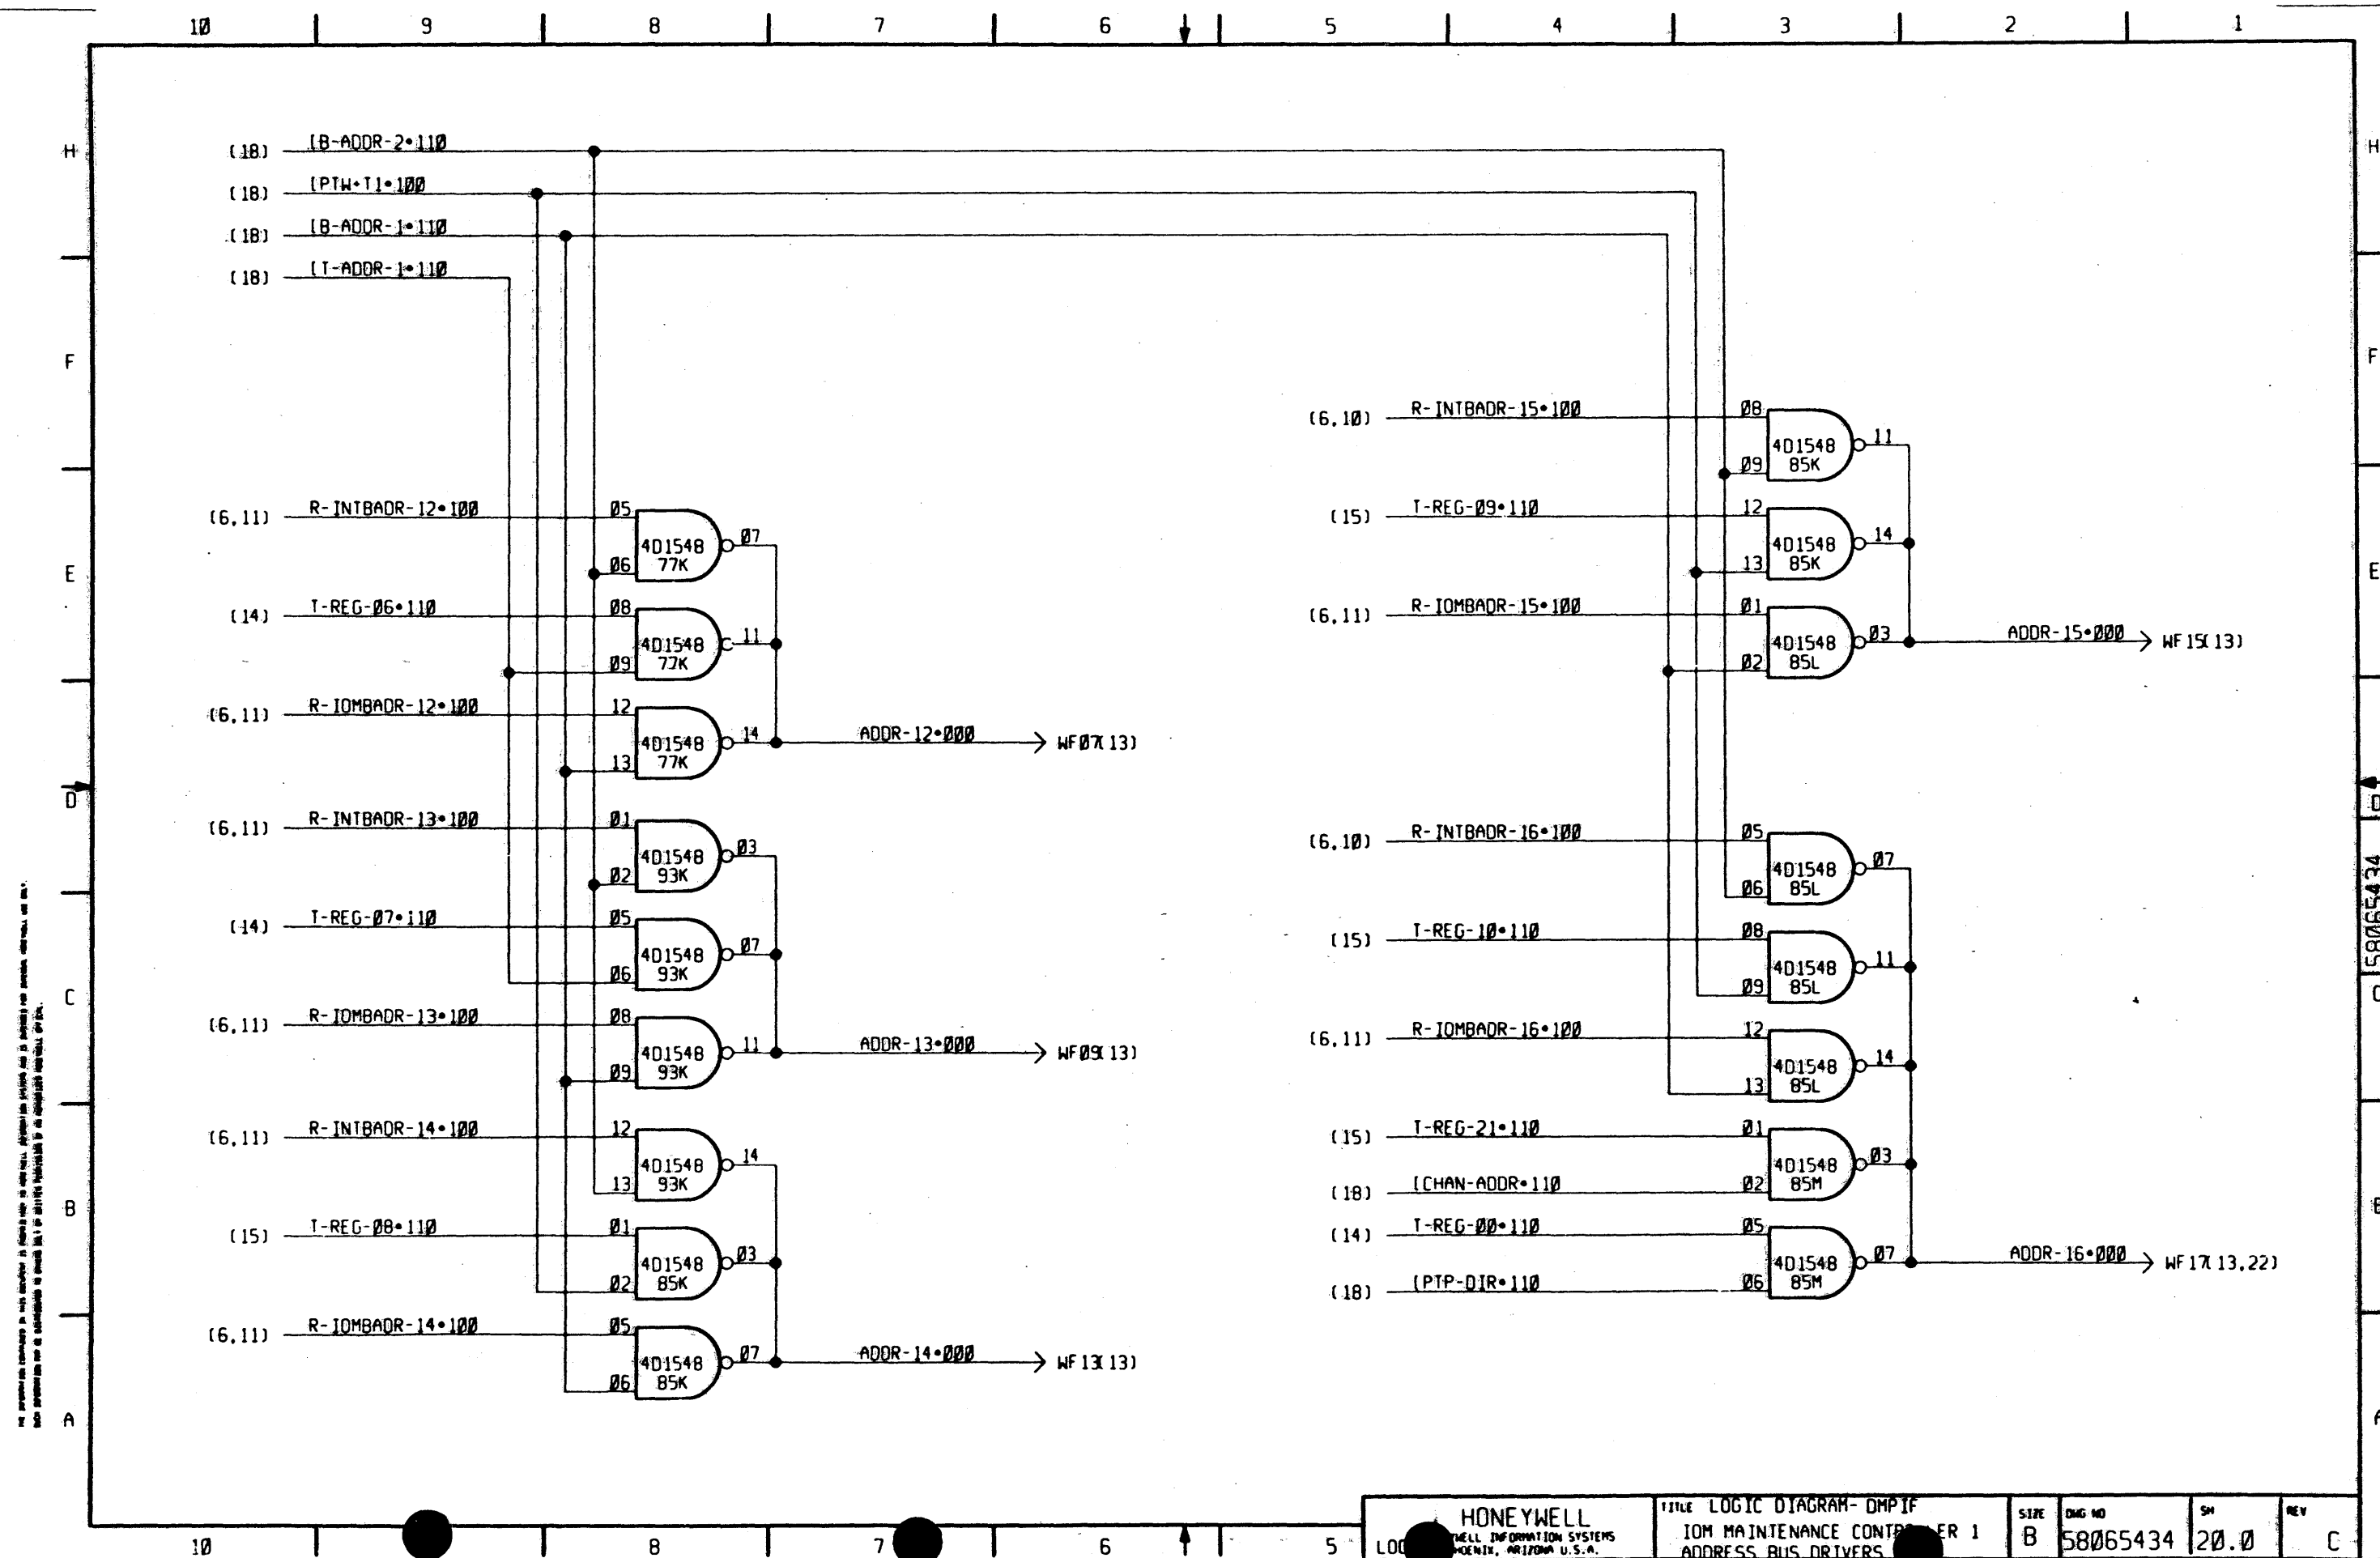 10 9 8 7 6 5 4 3 2 1
H
(18) [B-ADDR-2•110
(18) [PTW•T1•100
(18) [B-ADDR-1•110
(18) [T-ADDR-1•110
H
F
F
(6,11) R-INTBADR-12•100 05
06
4D1548
77K
07
E
(14) T-REG-06•110 08
09
4D1548
77K
11
(6,11) R-IOMBADR-12•100 12
13
4D1548
77K
14 ADDR-12•000 WF07(13)
D
(6,11) R-INTBADR-13•100 01
02
4D1548
93K
03
(14) T-REG-07•110 05
06
4D1548
93K
07
C
(6,11) R-IOMBADR-13•100 08
09
4D1548
93K
11 ADDR-13•000 WF09(13)
(6,11) R-INTBADR-14•100 12
13
4D1548
93K
14
B
(15) T-REG-08•110 01
02
4D1548
85K
03
(6,11) R-IOMBADR-14•100 05
06
4D1548
85K
07 ADDR-14•000 WF13(13)
A
(6,10) R-INTBADR-15•100 08
09
4D1548
85K
11
(15) T-REG-09•110 12
13
4D1548
85K
14
E
(6,11) R-IOMBADR-15•100 01
02
4D1548
85L
03 ADDR-15•000 WF15(13)
D
58065434
(6,10) R-INTBADR-16•100 05
06
4D1548
85L
07
(15) T-REG-10•110 08
09
4D1548
85L
11
C
(6,11) R-IOMBADR-16•100 12
13
4D1548
85L
14
(15) T-REG-21•110 01
(18) [CHAN-ADDR•110 02
4D1548
85M
03
B
(14) T-REG-00•110 05
(18) [PTP-DIR•110 06
4D1548
85M
07 ADDR-16•000 WF17(13,22)
A
10 8 7 6 5
HONEYWELL
INFORMATION SYSTEMS
ARIZONA U.S.A.
TITLE LOGIC DIAGRAM- DMPIF
IOM MAINTENANCE 1
ADDRESS BUS DRIVERS
SIZE
B
DWG NO
58065434
SH
20.0
REV
C